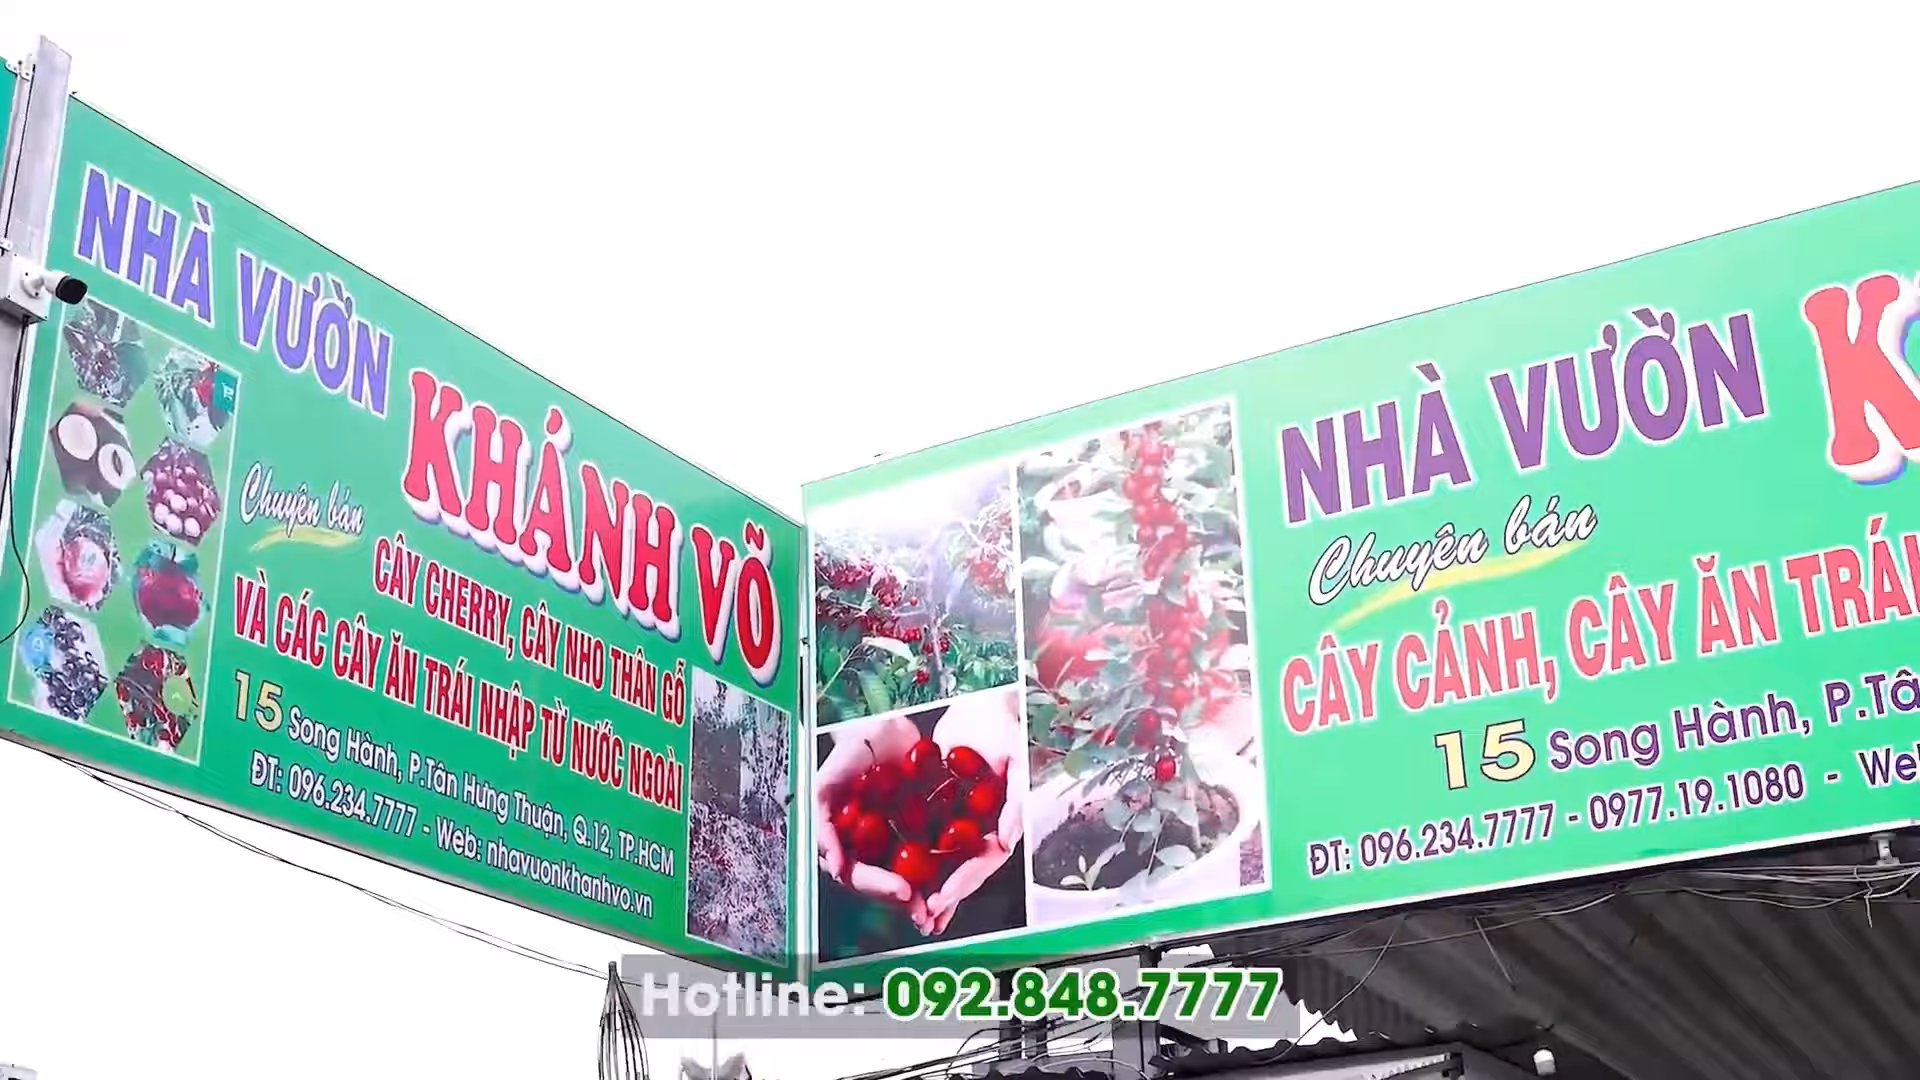 NHÀ VƯỜN
KHÁNH VÕ
Chuyên bán
CÂY CHERRY, CÂY NHO THÂN GỖ
VÀ CÁC CÂY ĂN TRÁI NHẬP TỪ NƯỚC NGOÀI
15 Song Hành, P.Tân Hưng Thuận, Q.12, TP.HCM
ĐT: 096.234.7777 - Web: nhavuonkhanhvo.vn
NHÀ VƯỜN K
Chuyên bán
CÂY CẢNH, CÂY ĂN TRÁI
15 Song Hành, P.Tâ
ĐT: 096.234.7777 - 0977.19.1080 - We
Hotline: 092.848.7777